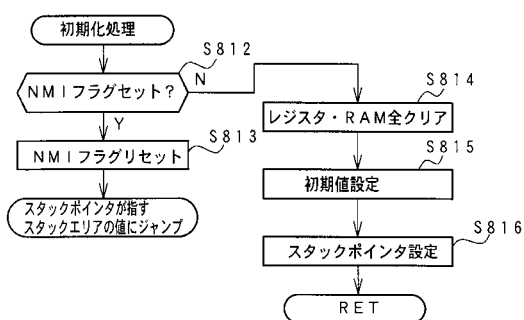 初期化処理
S812
NMIフラグセット?
N
Y
S813
NMIフラグリセット
スタックポインタが指す
スタックエリアの値にジャンプ
S814
レジスタ・RAM全クリア
S815
初期値設定
S816
スタックポインタ設定
RET